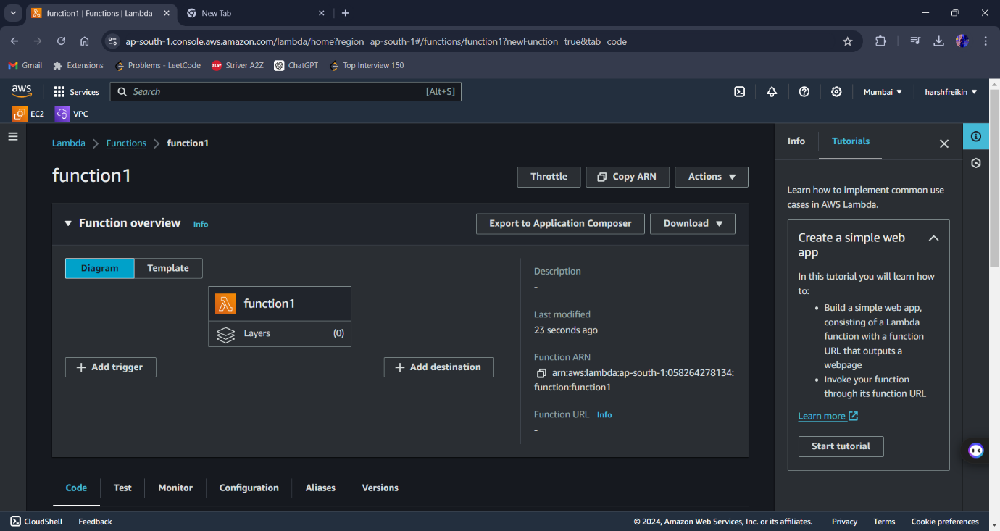 function1 | Functions | Lambda
New Tab
ap-south-1.console.aws.amazon.com/lambda/home?region=ap-south-1#/functions/function1?newFunction=true&tab=code
Gmail
Extensions
Problems - LeetCode
TUF
Striver A2Z
ChatGPT
Top Interview 150
aws
Services
Search
[Alt+S]
Mumbai
harshfreikin
EC2
VPC
Lambda
Functions
function1
function1
Throttle
Copy ARN
Actions
Function overview
Info
Export to Application Composer
Download
Diagram
Template
function1
Layers
(0)
Add trigger
Add destination
Description
-
Last modified
23 seconds ago
Function ARN
arn:aws:lambda:ap-south-1:058264278134:
function:function1
Function URL
Info
-
Code
Test
Monitor
Configuration
Aliases
Versions
Info
Tutorials
Learn how to implement common use
cases in AWS Lambda.
Create a simple web
app
In this tutorial you will learn how
to:
• Build a simple web app,
consisting of a Lambda
function with a function
URL that outputs a
webpage
• Invoke your function
through its function URL
Learn more
Start tutorial
CloudShell
Feedback
© 2024, Amazon Web Services, Inc. or its affiliates.
Privacy
Terms
Cookie preferences